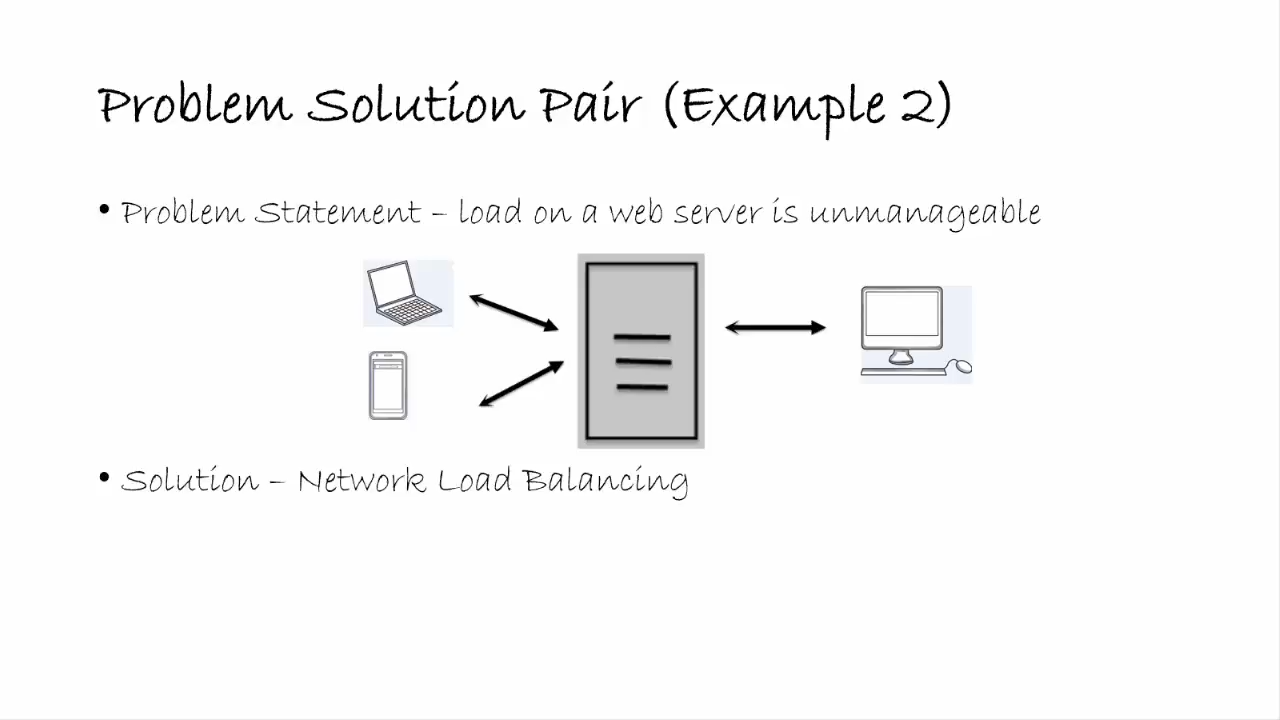 Problem Solution Pair (Example 2)
• Problem Statement – load on a web server is unmanageable
• Solution – Network Load Balancing